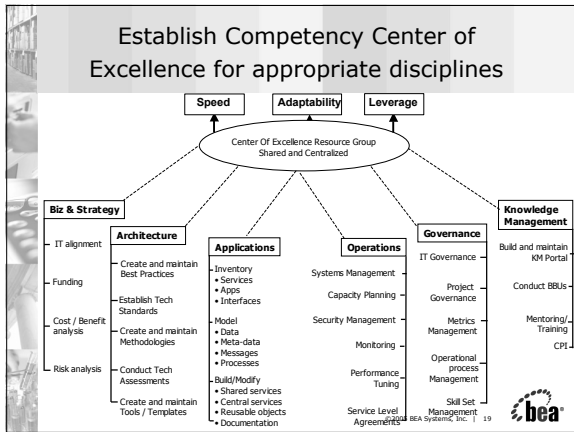 Establish Competency Center of
Excellence for appropriate disciplines
Speed
Adaptability
Leverage
Center Of Excellence Resource Group
Shared and Centralized
Biz & Strategy
IT alignment
Funding
Cost / Benefit
analysis
Risk analysis
Architecture
Create and maintain
Best Practices
Establish Tech
Standards
Create and maintain
Methodologies
Conduct Tech
Assessments
Create and maintain
Tools / Templates
Applications
Inventory
• Services
• Apps
• Interfaces
Model
• Data
• Meta-data
• Messages
• Processes
Build/Modify
• Shared services
• Central services
• Reusable objects
• Documentation
Operations
Systems Management
Capacity Planning
Security Management
Monitoring
Performance
Tuning
Service Level
Agreements
Governance
IT Governance
Project
Governance
Metrics
Management
Operational
process
Management
Skill Set
Management
Knowledge
Management
Build and maintain
KM Portal
Conduct BBUs
Mentoring/
Training
CPI
BEA Systems, Inc. | 19
bea